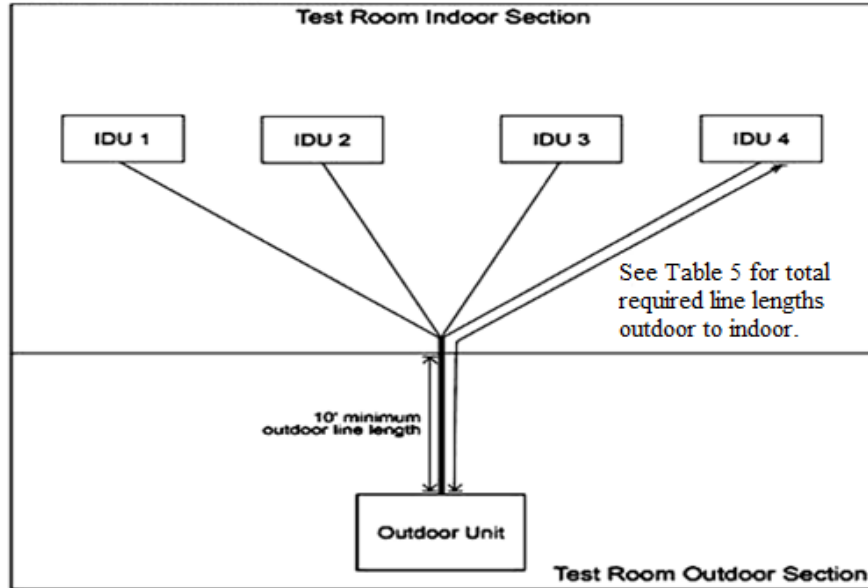 Test Room Indoor Section
IDU 1
IDU 2
IDU 3
IDU 4
See Table 5 for total
required line lengths
outdoor to indoor.
10' minimum
outdoor line length
Outdoor Unit
Test Room Outdoor Section